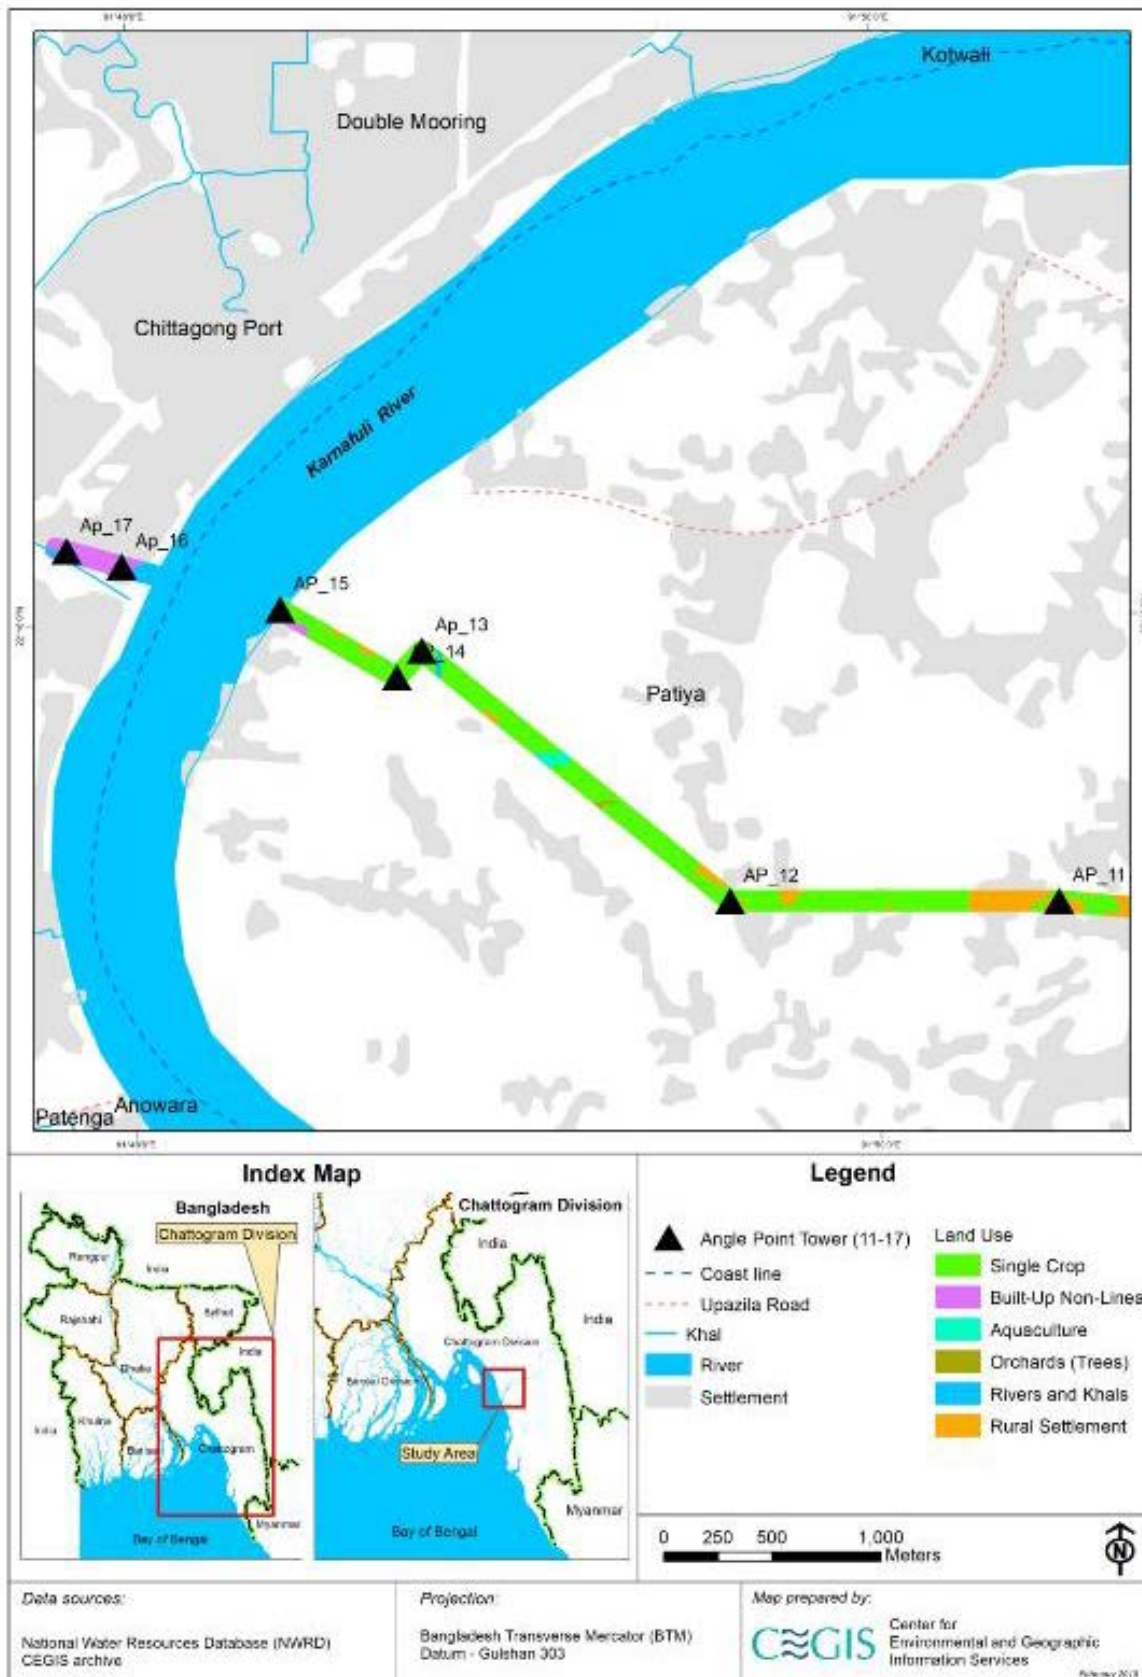 Kotwali
Double Mooring
Chittagong Port
Karnafuli River
Ap_17
Ap_16
AP_15
Ap_13
_14
Patiya
AP_12
AP_11
Anowara
Patenga
Index Map
Bangladesh
Chattogram Division
Rangpur
India
Rajshahi
Sylhet
India
Dhaka
India
Khulna
Barisal
Chattogram
Myanmar
Bay of Bengal
Chattogram Division
India
India
Chattogram Division
Barisal Division
Study Area
Myanmar
Bay of Bengal
Legend
Angle Point Tower (11-17)
Coast line
Upazila Road
Khal
River
Settlement
Land Use
Single Crop
Built-Up Non-Lines
Aquaculture
Orchards (Trees)
Rivers and Khals
Rural Settlement
0 250 500 1,000
Meters
N
Data sources:
National Water Resources Database (NWRD)
CEGIS archive
Projection:
Bangladesh Transverse Mercator (BTM)
Datum - Gulshan 303
Map prepared by:
CEGIS
Center for
Environmental and Geographic
Information Services